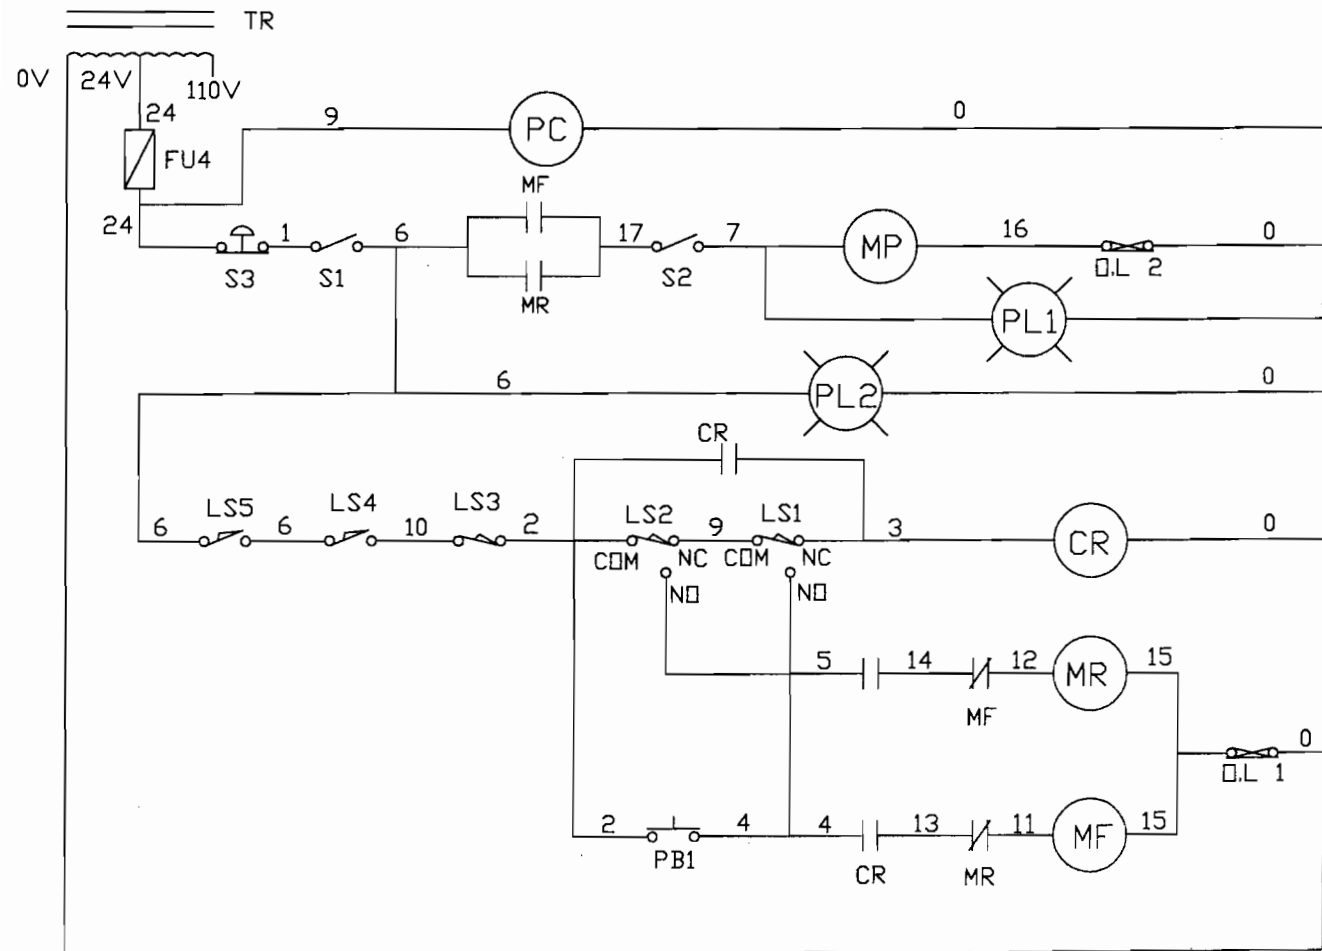 TR
0V 24V 110V
24
FU4
9 PC 0
MF
24 S3 1 S1 6 17 S2 7 MP 16 O.L 2 0
MR
PL1
6 PL2 0
CR
6 LS5 6 LS4 10 LS3 2 LS2 9 LS1 3 CR 0
COM NC COM NC
NO NO
5 14 12 MR 15
MF
O.L 1 0
2 PB1 4 4 13 11 MF 15
CR MR